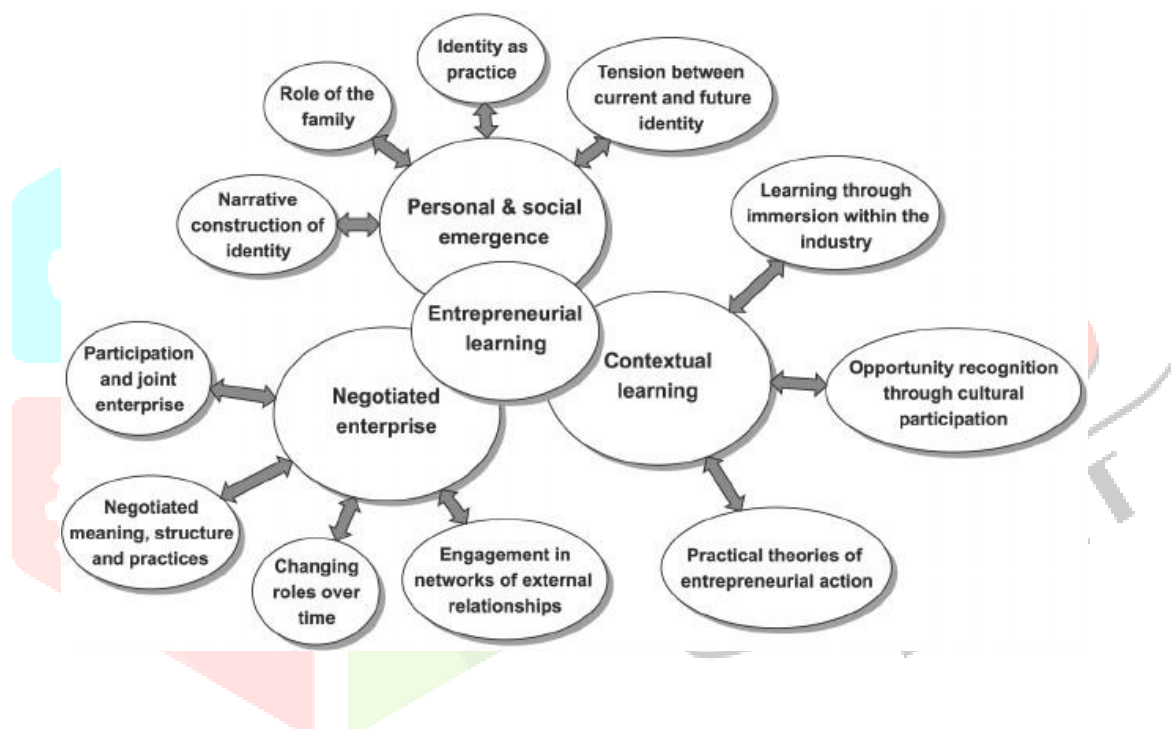 Identity as
practice
Tension between
current and future
identity
Role of the
family
Narrative
construction of
identity
Personal & social
emergence
Learning through
immersion within the
industry
Entrepreneurial
learning
Contextual
learning
Opportunity recognition
through cultural
participation
Participation
and joint
enterprise
Negotiated
enterprise
Negotiated
meaning, structure
and practices
Changing
roles over
time
Engagement in
networks of external
relationships
Practical theories of
entrepreneurial action